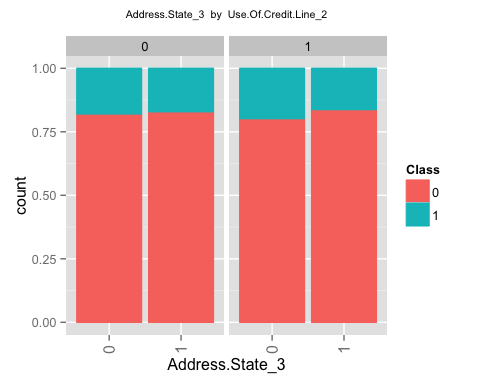 Address.State_3 by Use.Of.Credit.Line_2
0 1
1.00
0.75
0.50
0.25
0.00
count
0 1 0 1
Address.State_3
Class
0
1